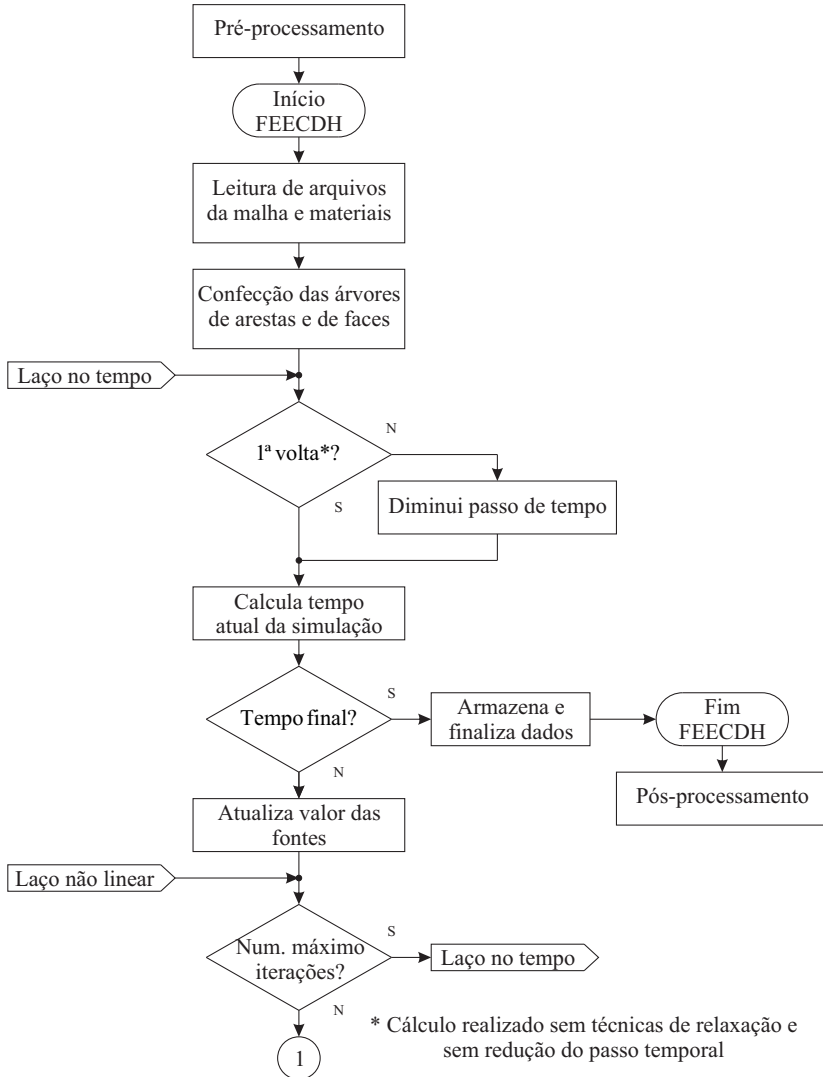 Pré-processamento
Início
FEECDH
Leitura de arquivos
da malha e materiais
Confecção das árvores
de arestas e de faces
Laço no tempo
N
1ª volta*?
S
Diminui passo de tempo
Calcula tempo
atual da simulação
S
Tempo final?
N
Armazena e
finaliza dados
Fim
FEECDH
Pós-processamento
Atualiza valor das
fontes
Laço não linear
S
Num. máximo
iterações?
N
Laço no tempo
1
* Cálculo realizado sem técnicas de relaxação e
sem redução do passo temporal